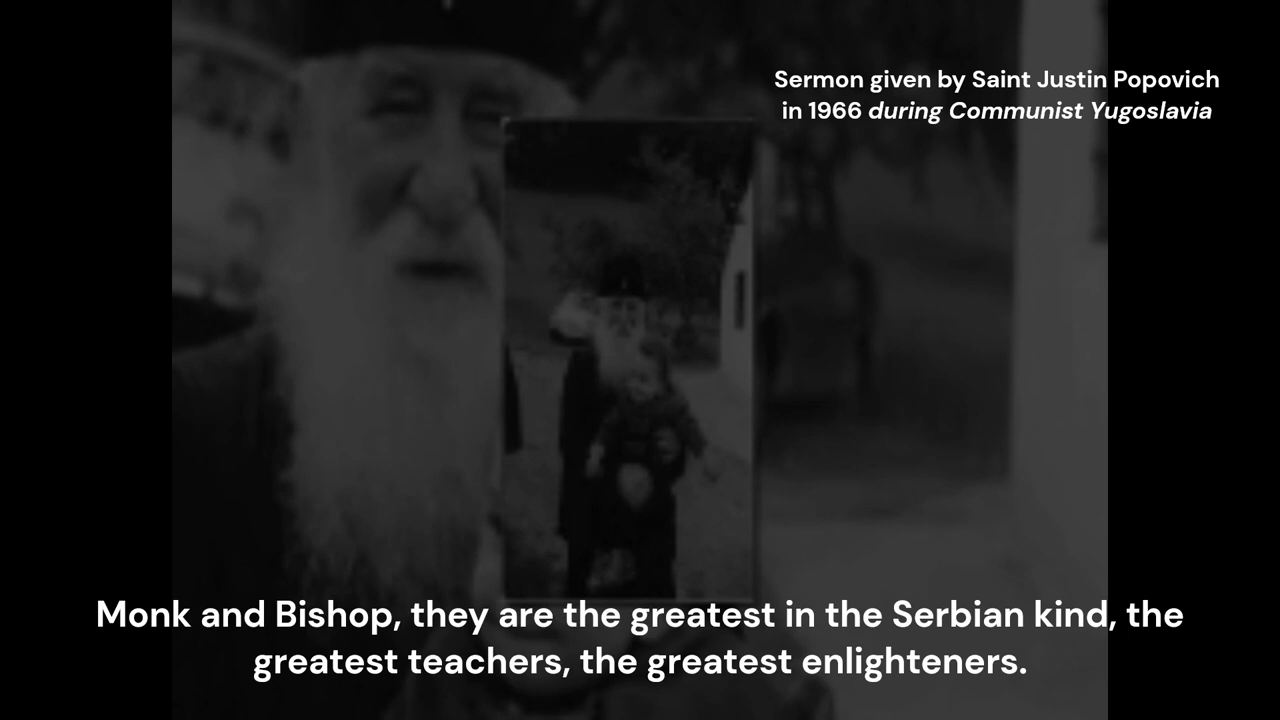 Sermon given by Saint Justin Popovich
in 1966 during Communist Yugoslavia
Monk and Bishop, they are the greatest in the Serbian kind, the
greatest teachers, the greatest enlighteners.